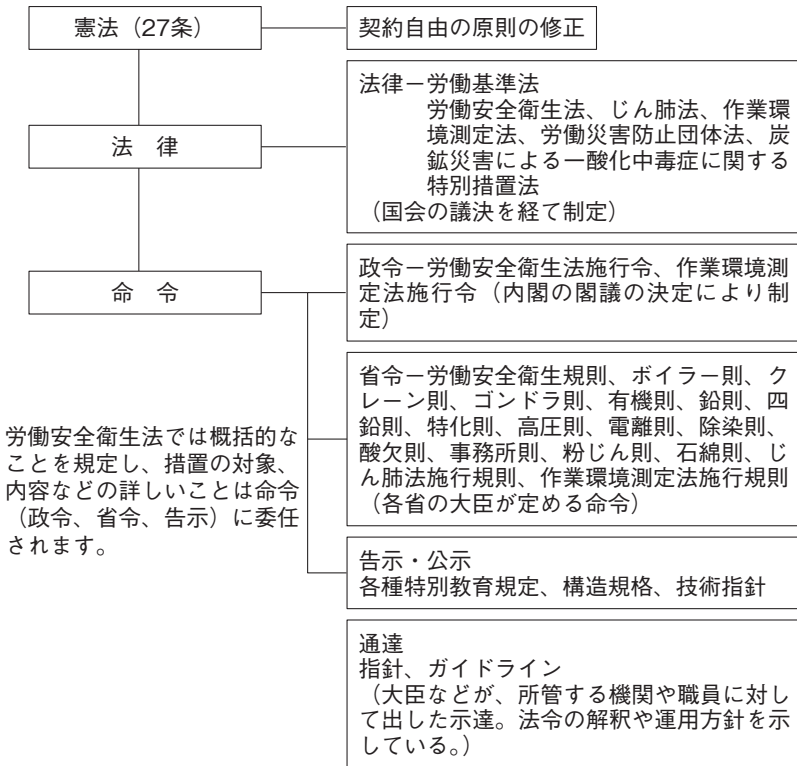 憲法（27条）
契約自由の原則の修正
法　律
法律－労働基準法
労働安全衛生法、じん肺法、作業環
境測定法、労働災害防止団体法、炭
鉱災害による一酸化中毒症に関する
特別措置法
（国会の議決を経て制定）
命　令
政令－労働安全衛生法施行令、作業環境測
定法施行令（内閣の閣議の決定により制
定）
省令－労働安全衛生規則、ボイラー則、ク
レーン則、ゴンドラ則、有機則、鉛則、四
鉛則、特化則、高圧則、電離則、除染則、
酸欠則、事務所則、粉じん則、石綿則、じ
ん肺法施行規則、作業環境測定法施行規則
（各省の大臣が定める命令）
労働安全衛生法では概括的な
ことを規定し、措置の対象、
内容などの詳しいことは命令
（政令、省令、告示）に委任
されます。
告示・公示
各種特別教育規定、構造規格、技術指針
通達
指針、ガイドライン
（大臣などが、所管する機関や職員に対し
て出した示達。法令の解釈や運用方針を示
している。）